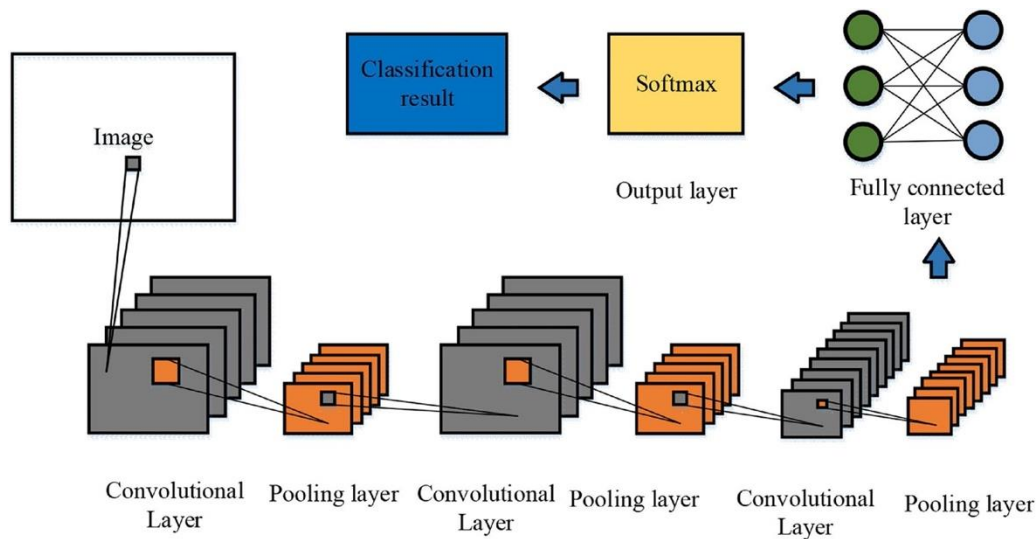 Image
Classification
result
Softmax
Output layer
Fully connected
layer
Convolutional
Layer
Pooling layer
Convolutional
Layer
Pooling layer
Convolutional
Layer
Pooling layer